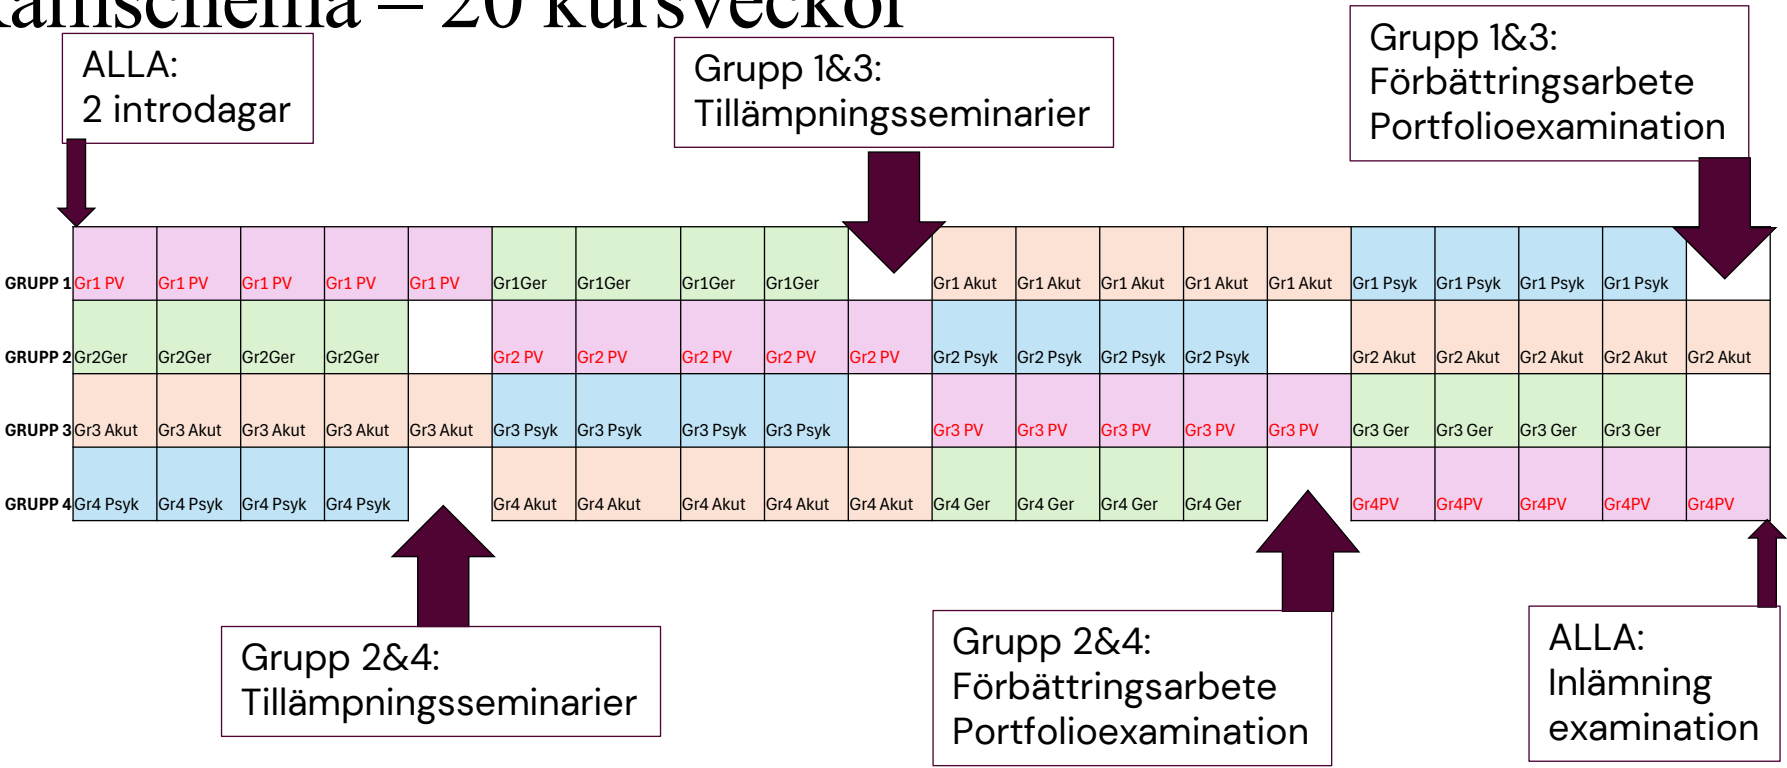 – 20 kursveckor
ALLA:
2 introdagar
Grupp 1&3:
Tillämpningsseminarier
Grupp 1&3:
Förbättringsarbete
Portfolioexamination
GRUPP 1 Gr1 PV Gr1 PV Gr1 PV Gr1 PV Gr1 PV Gr1Ger Gr1Ger Gr1Ger Gr1Ger Gr1 Akut Gr1 Akut Gr1 Akut Gr1 Akut Gr1 Akut Gr1 Psyk Gr1 Psyk Gr1 Psyk Gr1 Psyk
GRUPP 2 Gr2Ger Gr2Ger Gr2Ger Gr2Ger Gr2 PV Gr2 PV Gr2 PV Gr2 PV Gr2 PV Gr2 Psyk Gr2 Psyk Gr2 Psyk Gr2 Psyk Gr2 Akut Gr2 Akut Gr2 Akut Gr2 Akut Gr2 Akut
GRUPP 3 Gr3 Akut Gr3 Akut Gr3 Akut Gr3 Akut Gr3 Akut Gr3 Psyk Gr3 Psyk Gr3 Psyk Gr3 Psyk Gr3 PV Gr3 PV Gr3 PV Gr3 PV Gr3 PV Gr3 Ger Gr3 Ger Gr3 Ger Gr3 Ger
GRUPP 4 Gr4 Psyk Gr4 Psyk Gr4 Psyk Gr4 Psyk Gr4 Akut Gr4 Akut Gr4 Akut Gr4 Akut Gr4 Akut Gr4 Ger Gr4 Ger Gr4 Ger Gr4 Ger Gr4PV Gr4PV Gr4PV Gr4PV Gr4PV
Grupp 2&4:
Tillämpningsseminarier
Grupp 2&4:
Förbättringsarbete
Portfolioexamination
ALLA:
Inlämning
examination